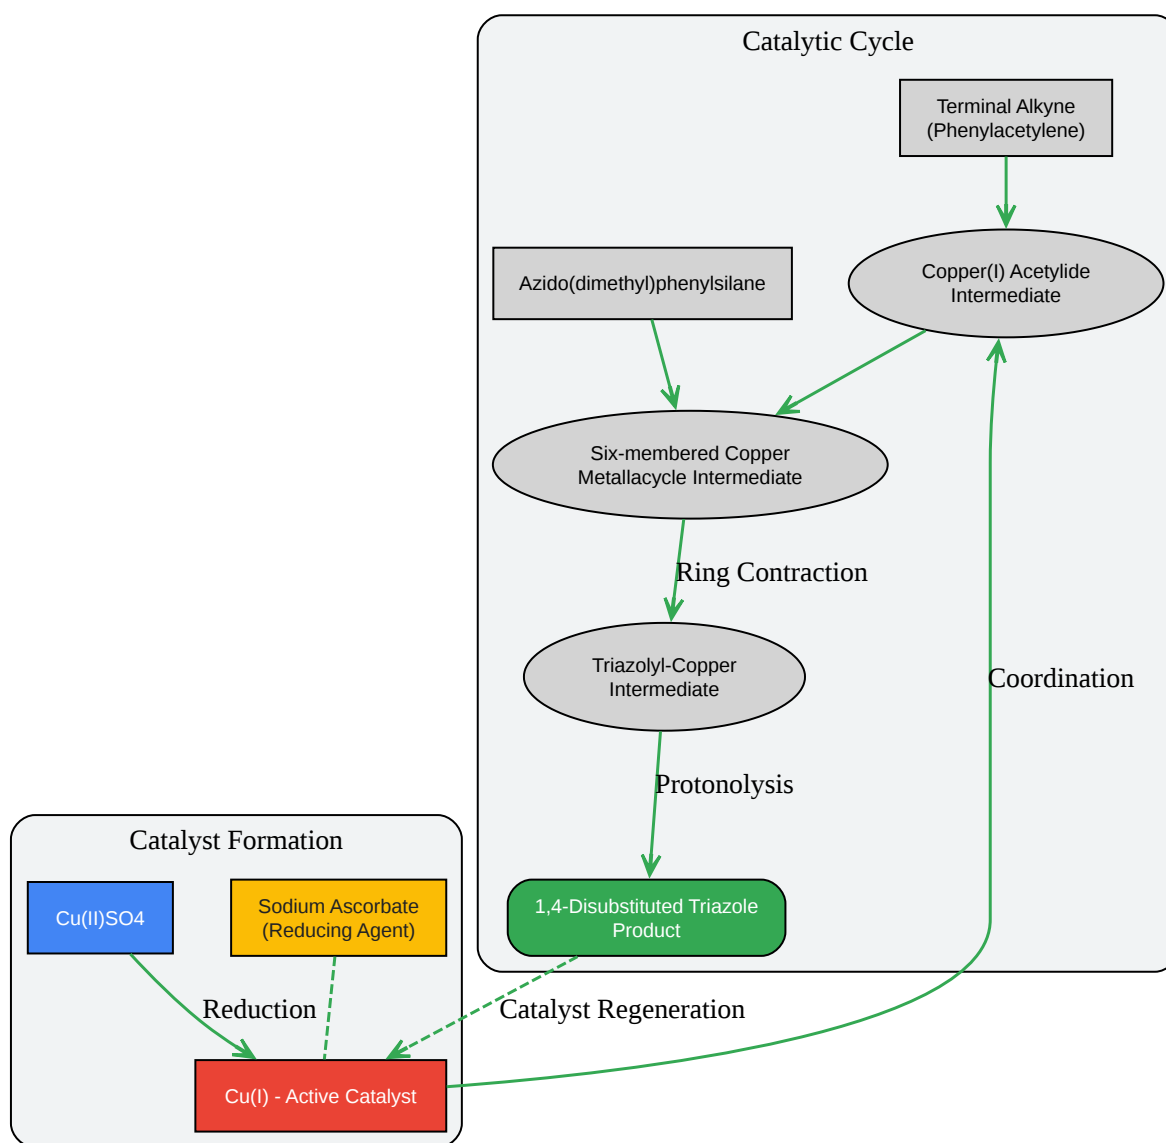 Catalytic Cycle
Terminal Alkyne
(Phenylacetylene)
Azido(dimethyl)phenylsilane
Copper(I) Acetylide
Intermediate
Six-membered Copper
Metallacycle Intermediate
Ring Contraction
Triazolyl-Copper
Intermediate
Coordination
Protonolysis
Catalyst Formation
Cu(II)SO4
Sodium Ascorbate
(Reducing Agent)
1,4-Disubstituted Triazole
Product
Reduction
Catalyst Regeneration
Cu(I) - Active Catalyst